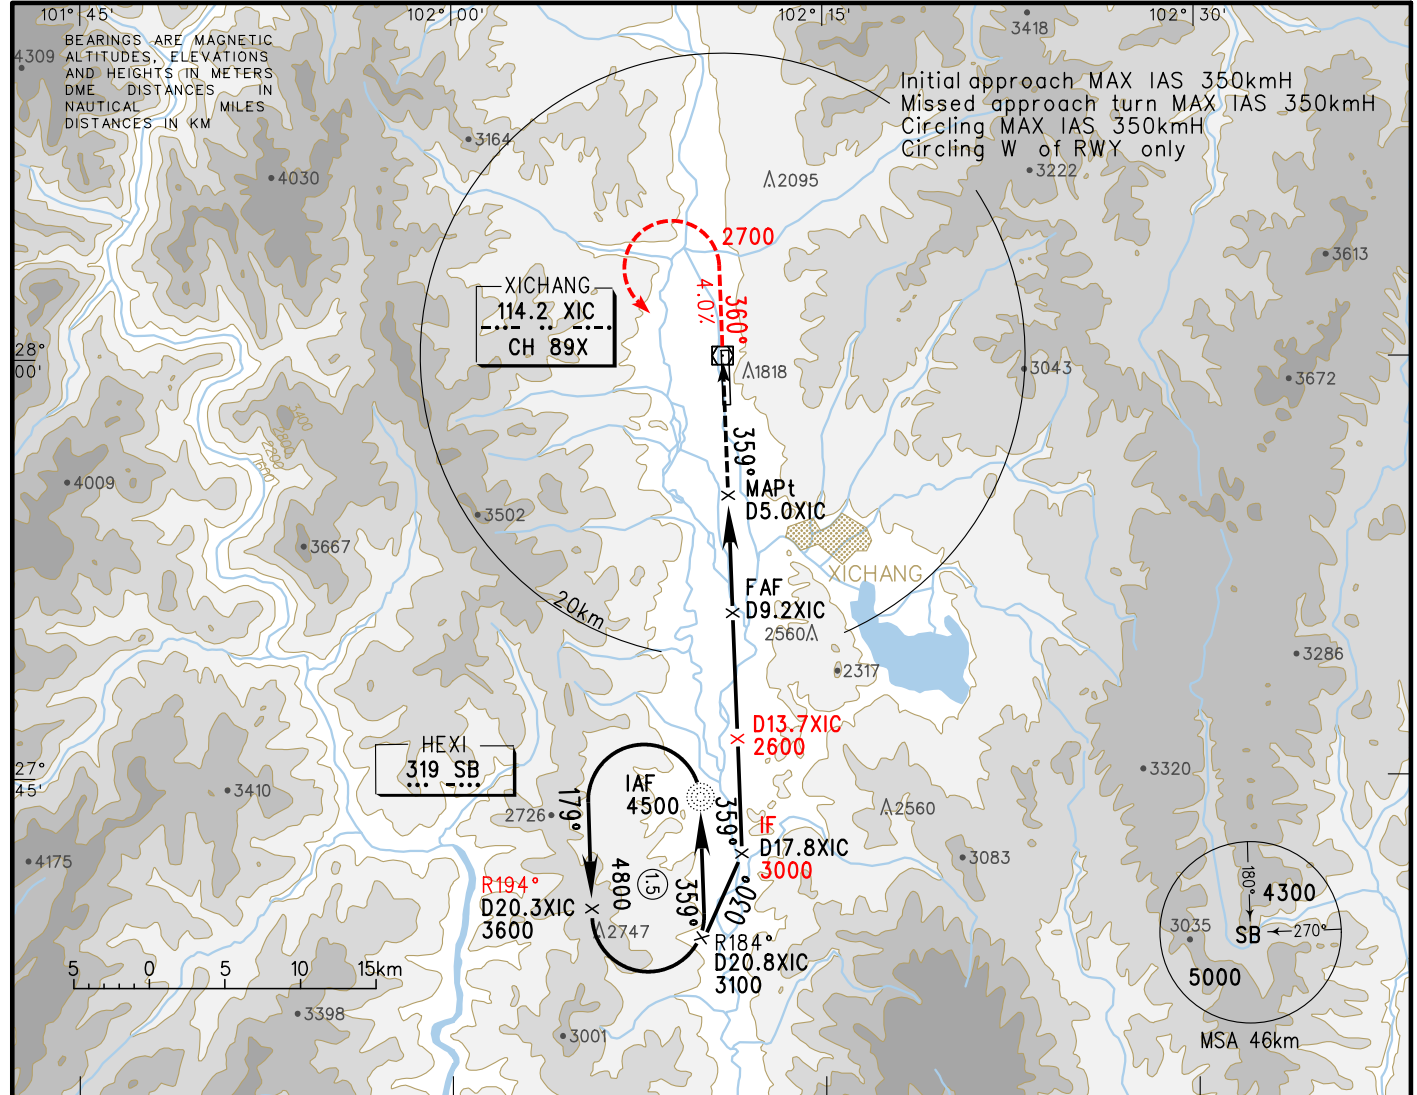 101° 45'
102° 00'
102° 15'
102° 30'
BEARINGS ARE MAGNETIC
ALTITUDES, ELEVATIONS
AND HEIGHTS IN METERS
DME DISTANCES IN
NAUTICAL MILES
DISTANCES IN KM
4309
3418
Initial approach MAX IAS 350kmH
Missed approach turn MAX IAS 350kmH
Circling MAX IAS 350kmH
Circling W of RWY only
3164
4030
2095
3222
2700
3613
XICHANG
114.2 XIC
CH 89X
4.0%
360°
28°
00'
1818
3043
3672
3400
2800
2200
1600
359°
4009
MAPt
D5.0XIC
3502
3667
XICHANG
FAF
D9.2XIC
20km
2560
2317
3286
D13.7XIC
2600
HEXI
319 SB
27°
45'
3410
IAF
4500
179°
359°
3320
2726
2560
IF
D17.8XIC
3000
4175
3083
R194°
D20.3XIC
3600
4800
1.5
359°
030°
2747
R184°
D20.8XIC
3100
180°
4300
3035
SB
270°
5000
MSA 46km
5 0 5 10 15km
3398
3001